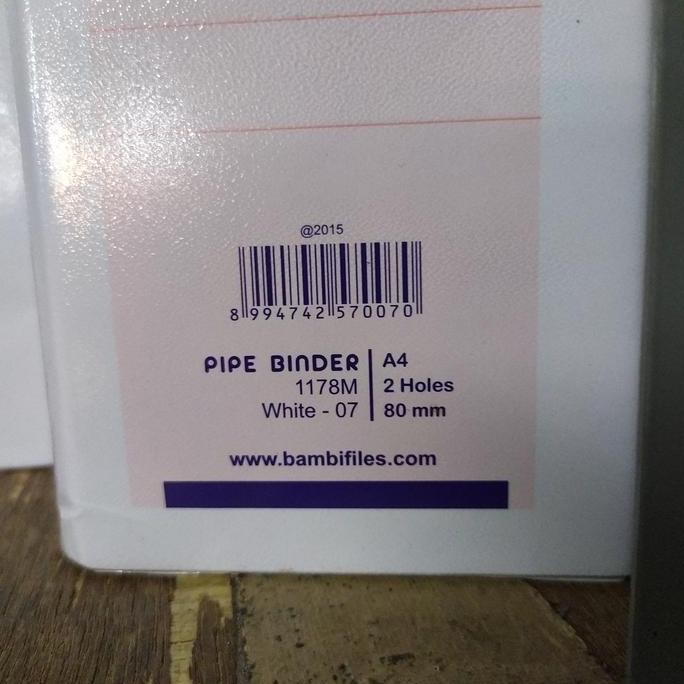 @2015
8 994742 570070
PIPE BINDER | A4
1178M | 2 Holes
White - 07 | 80 mm
www.bambifiles.com